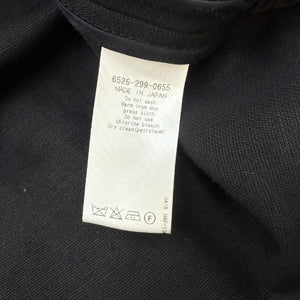 6526-299-0655
MADE IN JAPAN
Do not wash
Warm iron Use
press cloth
Do not use
chlorine bleach
Dry clean(petroleum)
F